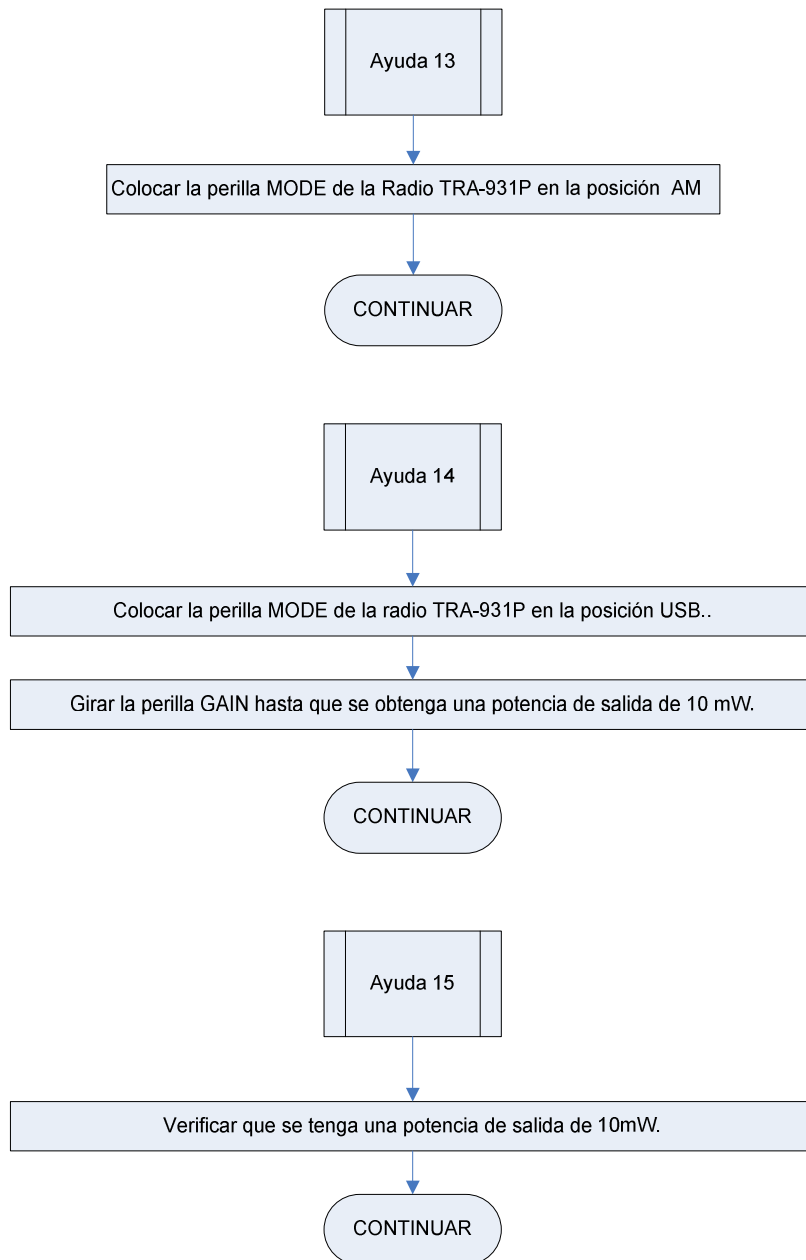 Ayuda 13
Colocar la perilla MODE de la Radio TRA-931P en la posición AM
CONTINUAR
Ayuda 14
Colocar la perilla MODE de la radio TRA-931P en la posición USB..
Girar la perilla GAIN hasta que se obtenga una potencia de salida de 10 mW.
CONTINUAR
Ayuda 15
Verificar que se tenga una potencia de salida de 10mW.
CONTINUAR